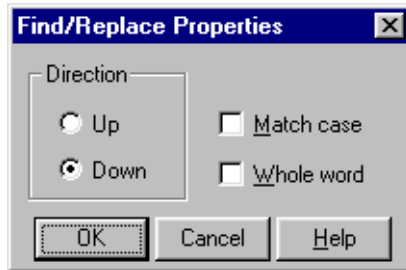 Find/Replace Properties
Direction
Up
Match case
Down
Whole word
OK Cancel Help